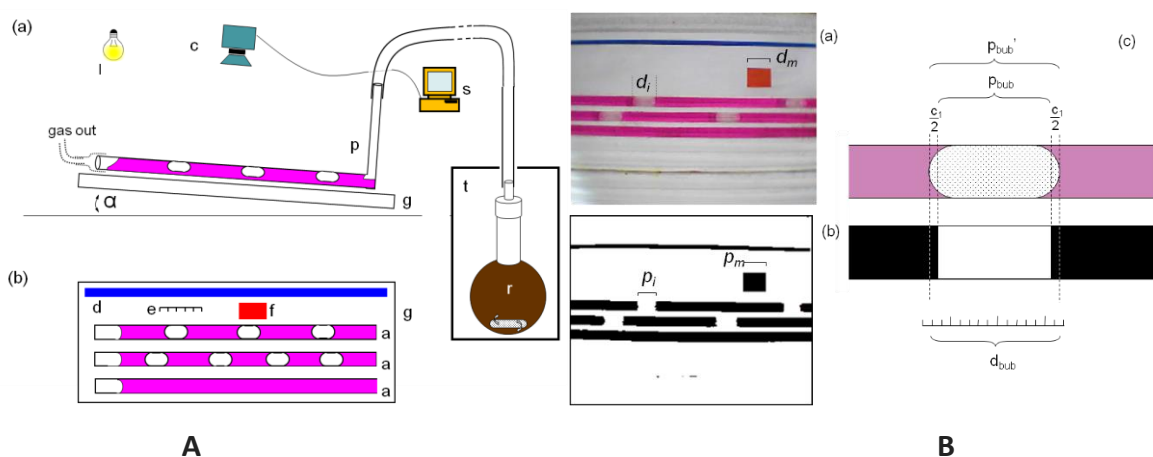 (a)
l
c
s
p
gas out
α
g
t
r
(b)
d
e
f
g
a
a
a
A
(a)
d_m
d_i
(b)
p_m
p_i
(c)
p_bub'
p_bub
c_1/2
c_1/2
d_bub
B